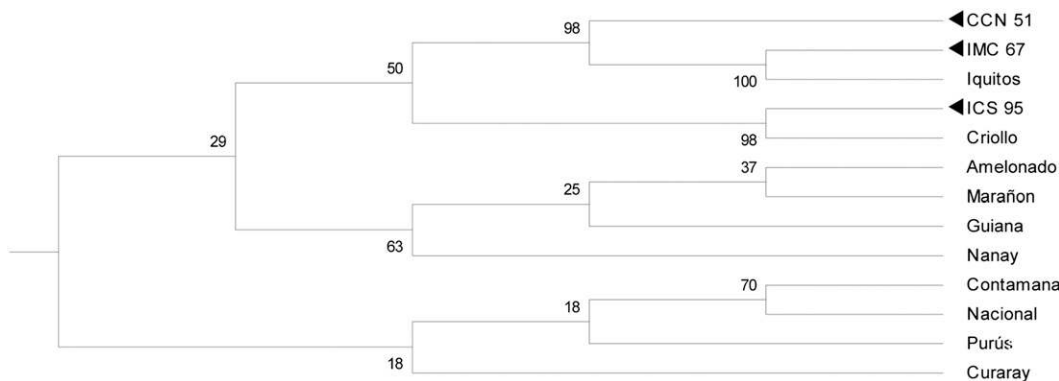 CCN 51
98
IMC 67
50
100
Iquitos
ICS 95
29
98
Criollo
37
Amelonado
25
Marañon
Guiana
63
Nanay
70
Contamana
18
Nacional
Purús
18
Curaray